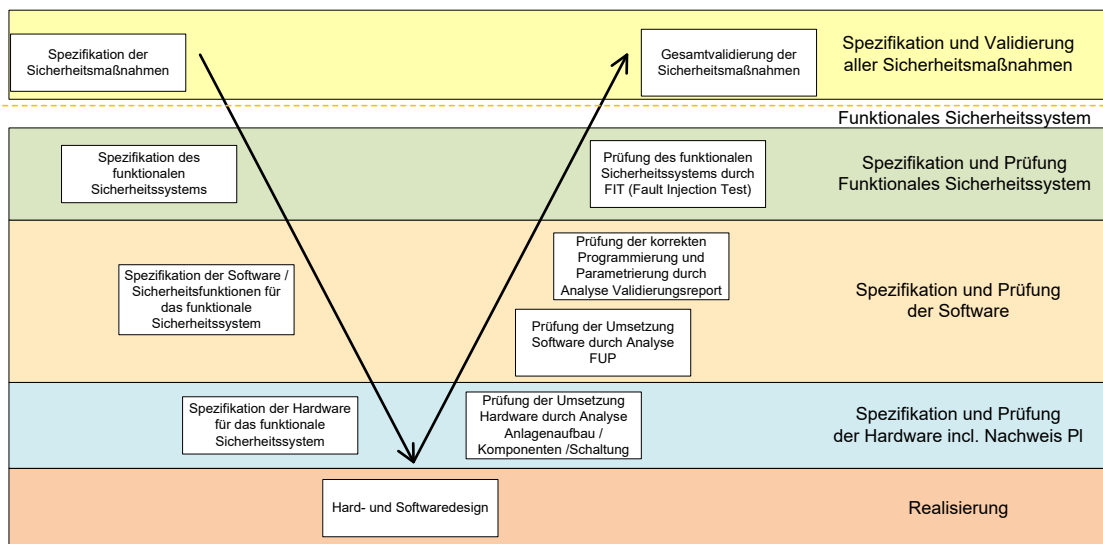 Spezifikation der
Sicherheitsmaßnahmen
Gesamtvalidierung der
Sicherheitsmaßnahmen
Spezifikation und Validierung
aller Sicherheitsmaßnahmen
Funktionales Sicherheitssystem
Spezifikation des
funktionalen
Sicherheitssystems
Prüfung des funktionalen
Sicherheitssystems durch
FIT (Fault Injection Test)
Spezifikation und Prüfung
Funktionales Sicherheitssystem
Spezifikation der Software /
Sicherheitsfunktionen für
das funktionale
Sicherheitssystem
Prüfung der korrekten
Programmierung und
Parametrierung durch
Analyse Validierungsreport
Prüfung der Umsetzung
Software durch Analyse
FUP
Spezifikation und Prüfung
der Software
Spezifikation der Hardware
für das funktionale
Sicherheitssystem
Prüfung der Umsetzung
Hardware durch Analyse
Anlagenaufbau /
Komponenten /Schaltung
Spezifikation und Prüfung
der Hardware incl. Nachweis Pl
Hard- und Softwaredesign
Realisierung